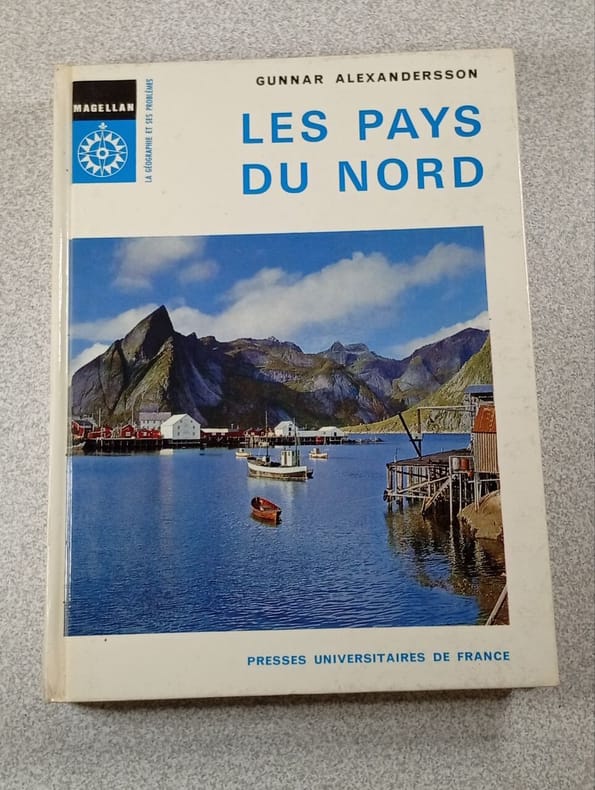 GUNNAR ALEXANDERSSON
MAGELLAN
LA GÉOGRAPHIE ET SES PROBLÈMES
LES PAYS
DU NORD
PRESSES UNIVERSITAIRES DE FRANCE